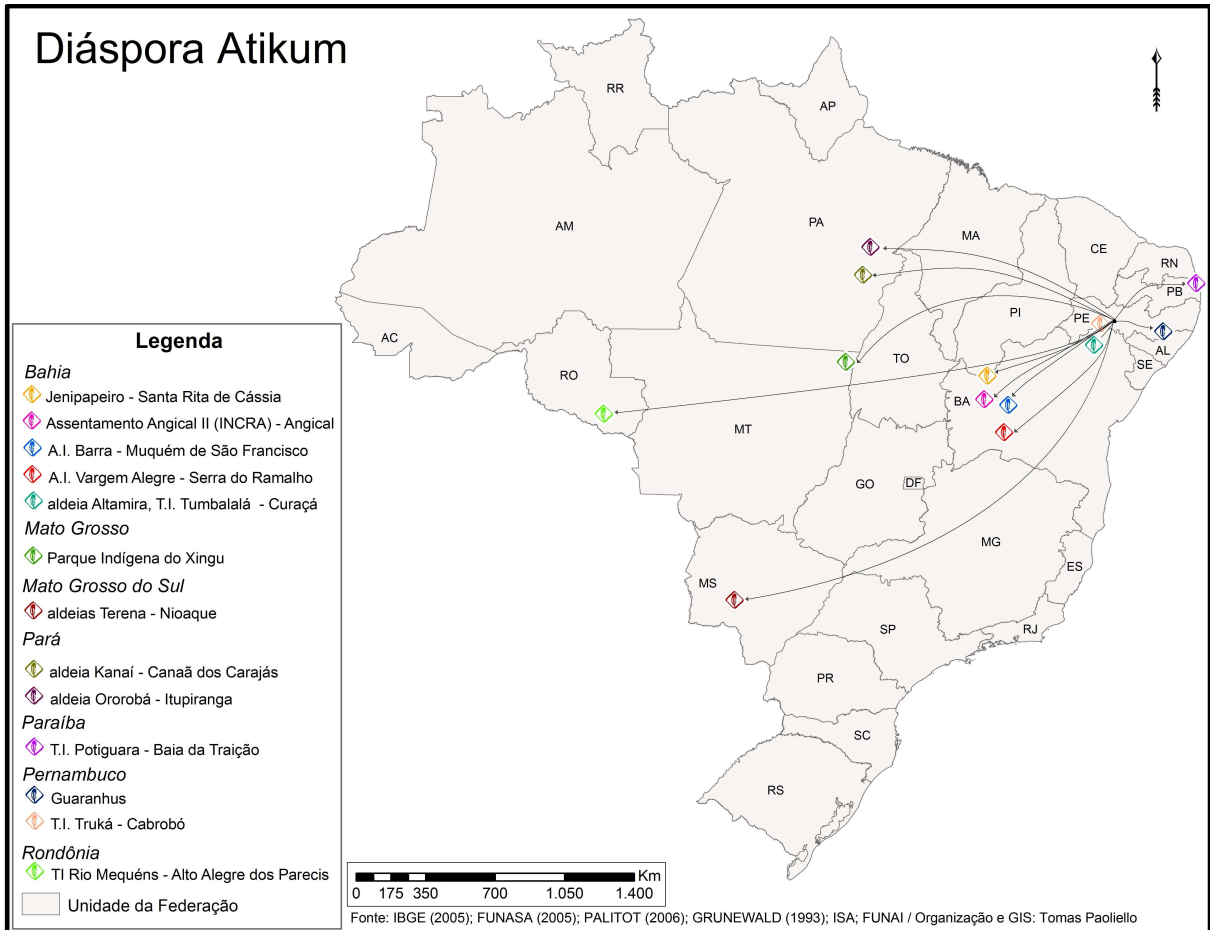 Diáspora Atikum
RR
AP
AM
PA
MA
CE
RN
PB
PI
PE
AC
AL
TO
SE
RO
BA
MT
GO
DF
MG
MS
ES
SP
RJ
PR
SC
RS
Legenda
Bahia
Jenipapeiro - Santa Rita de Cássia
Assentamento Angical II (INCRA) - Angical
A.I. Barra - Muquém de São Francisco
A.I. Vargem Alegre - Serra do Ramalho
aldeia Altamira, T.I. Tumbalalá - Curaçá
Mato Grosso
Parque Indígena do Xingu
Mato Grosso do Sul
aldeias Terena - Nioaque
Pará
aldeia Kanaí - Canaã dos Carajás
aldeia Ororobá - Itupiranga
Paraíba
T.I. Potiguara - Baia da Traição
Pernambuco
Guaranhus
T.I. Truká - Cabrobó
Rondônia
TI Rio Mequéns - Alto Alegre dos Parecis
Unidade da Federação
Km
0 175 350 700 1.050 1.400
Fonte: IBGE (2005); FUNASA (2005); PALITOT (2006); GRUNEWALD (1993); ISA; FUNAI / Organização e GIS: Tomas Paoliello